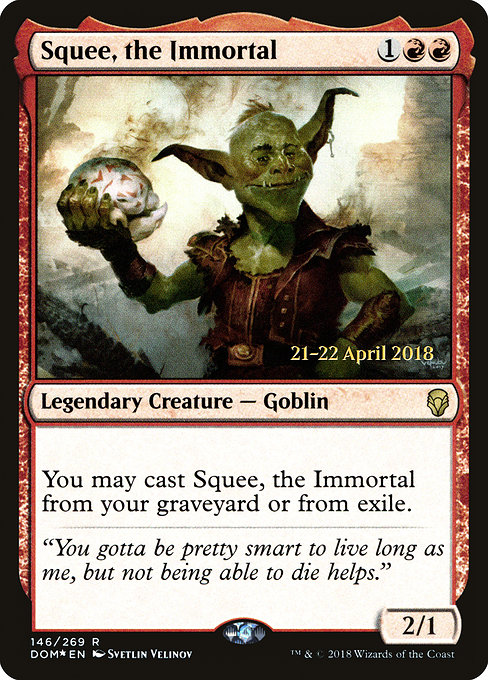 Squee, the Immortal 1
21–22 April 2018
Legendary Creature — Goblin
You may cast Squee, the Immortal
from your graveyard or from exile.
“You gotta be pretty smart to live long as
me, but not being able to die helps.”
2/1
146/269 R
DOM★EN Svetlin Velinov
™ & © 2018 Wizards of the Coast